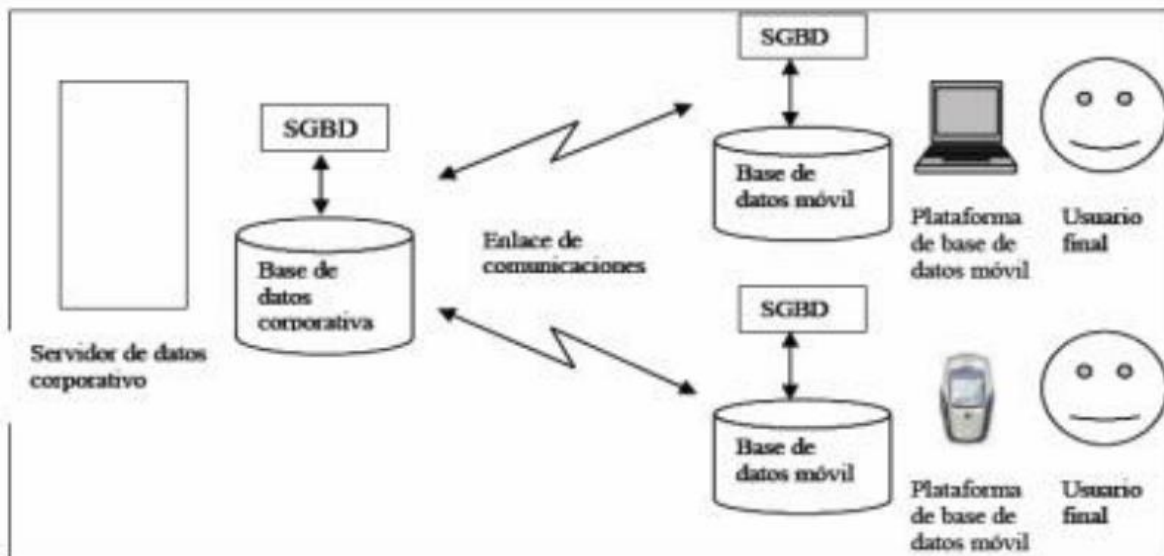 SGBD
SGBD
Base de
datos móvil
Plataforma
de base de
datos móvil
Usuario
final
Base de
datos
corporativa
Enlace de
comunicaciones
Servidor de datos
corporativo
SGBD
Base de
datos móvil
Plataforma
de base de
datos móvil
Usuario
final